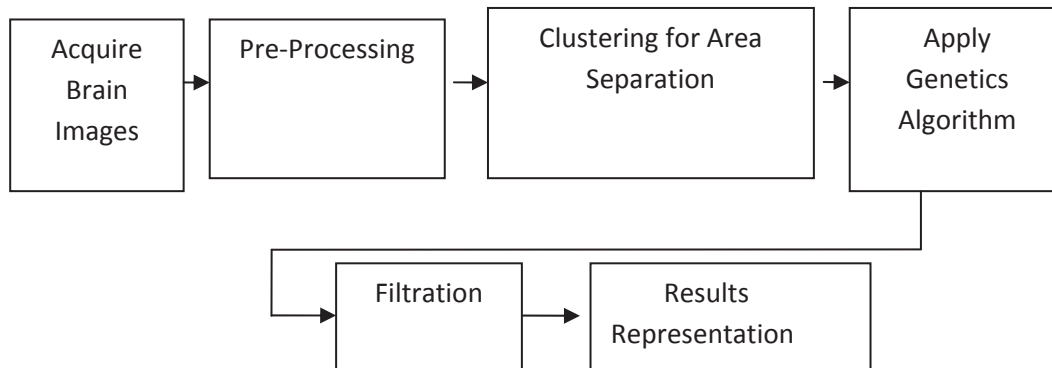 Acquire
Brain
Images
Pre-Processing
Clustering for Area
Separation
Apply
Genetics
Algorithm
Filtration
Results
Representation